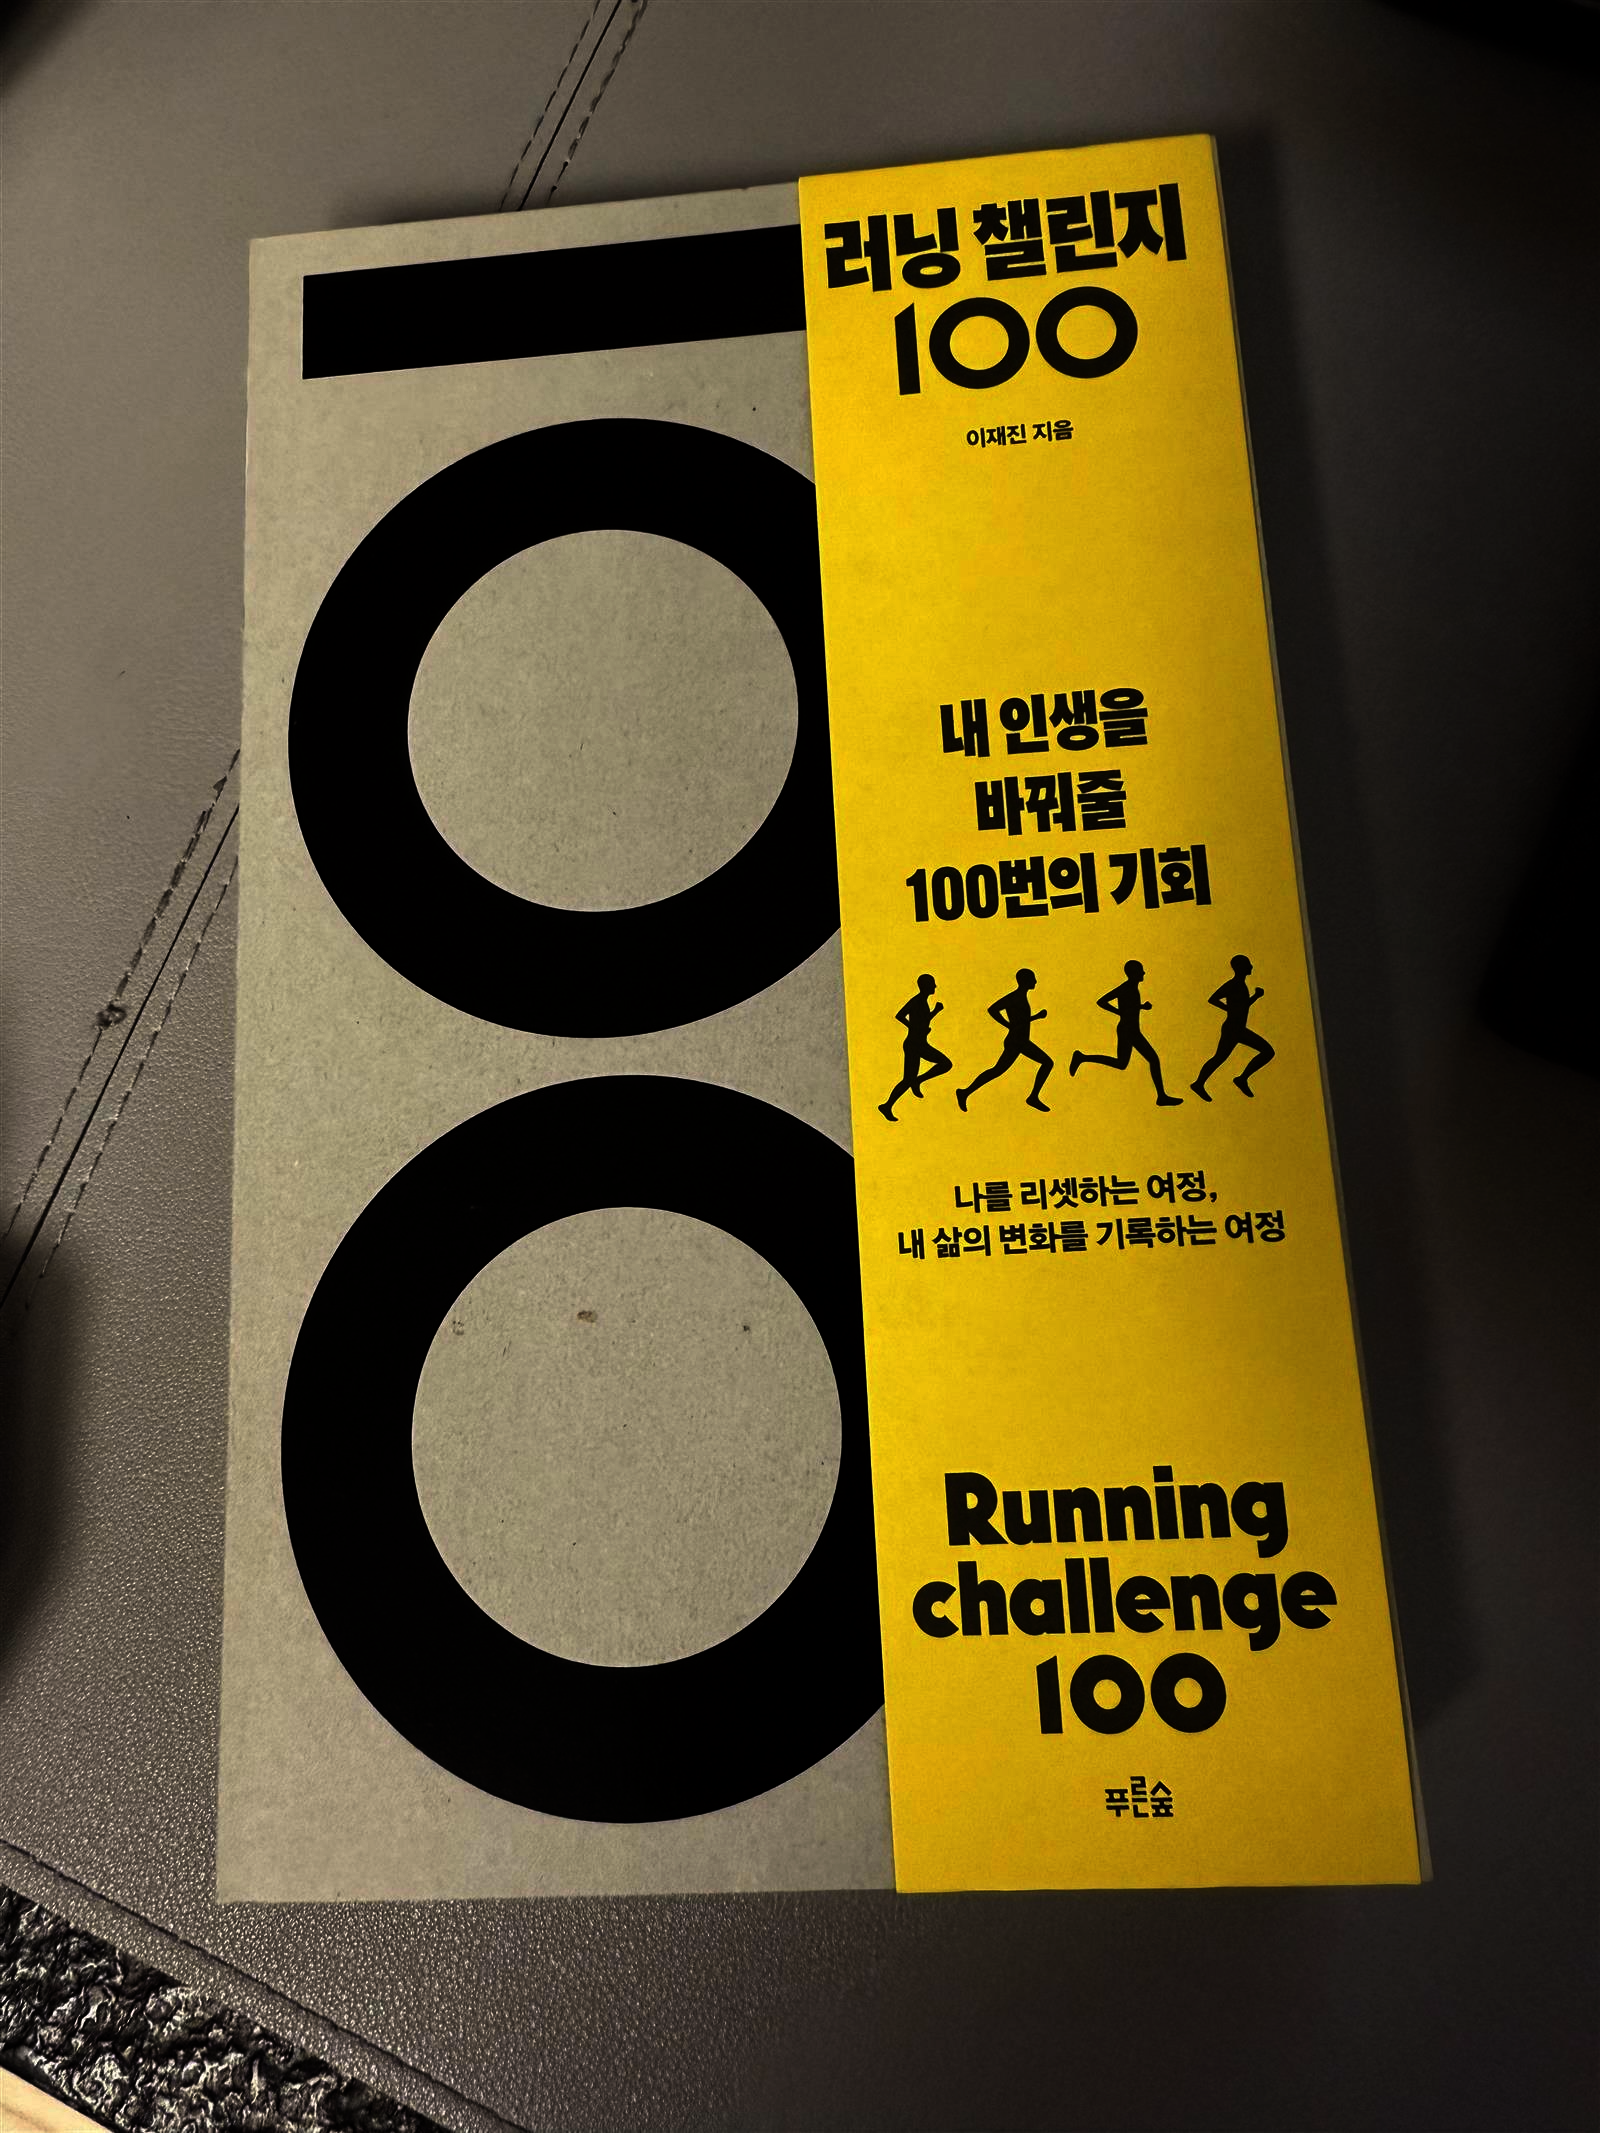 100
러닝 챌린지
100
이재진 지음
내 인생을
바꿔줄
100번의 기회
나를 리셋하는 여정,
내 삶의 변화를 기록하는 여정
Running
challenge
100
푸른숲